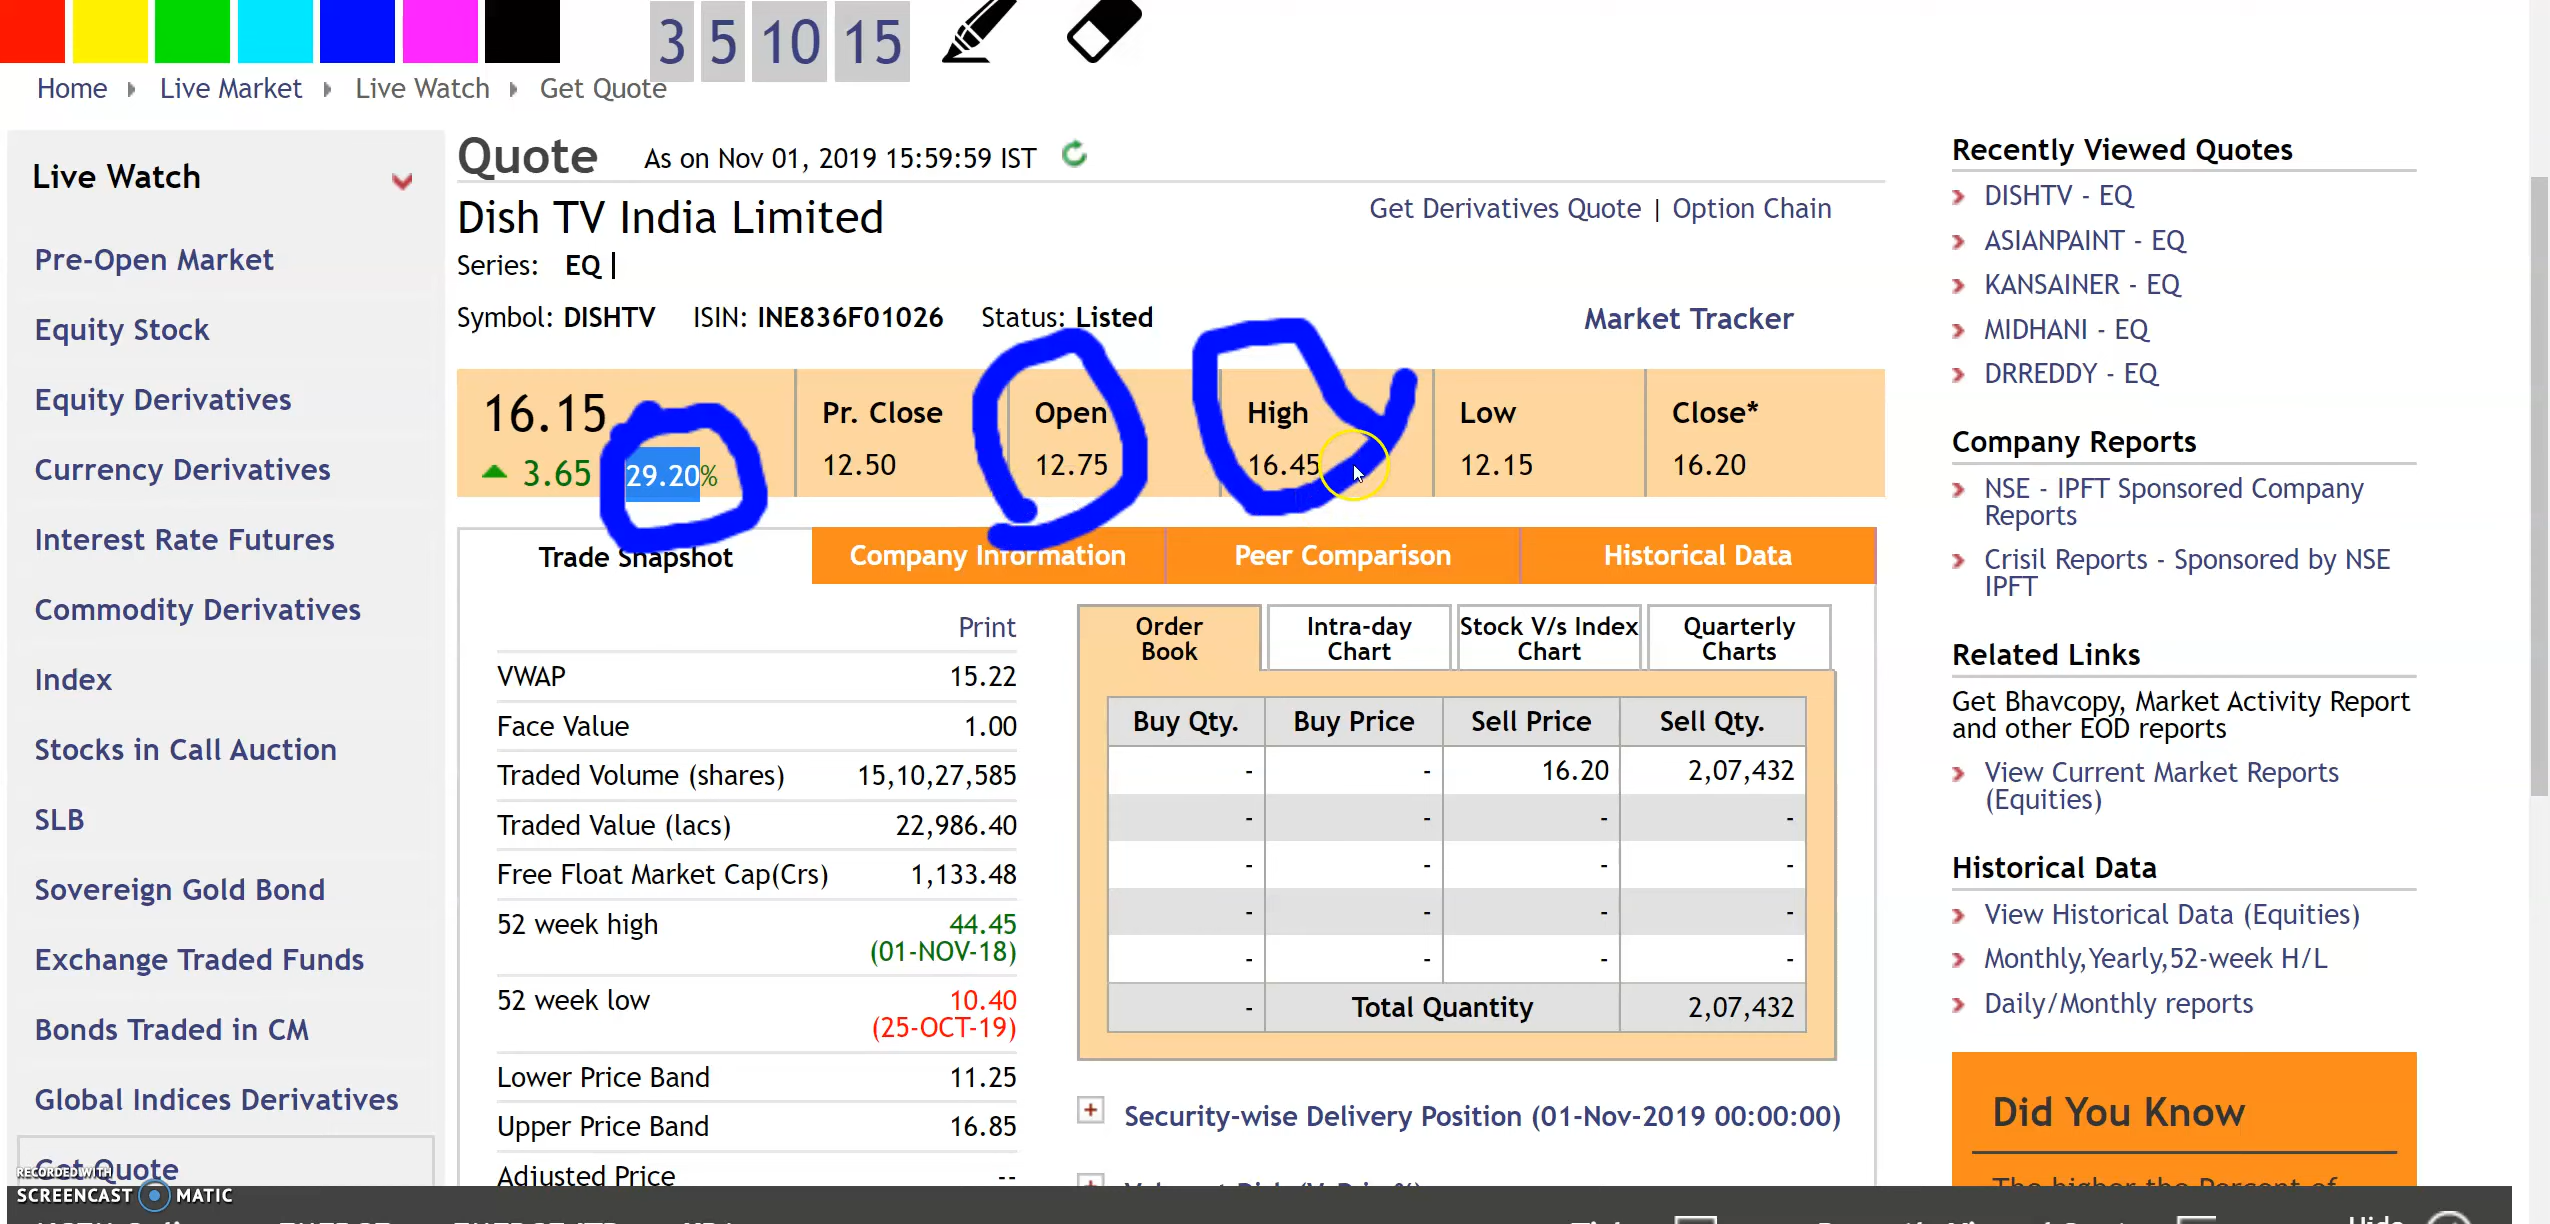 3 5 10 15
Home Live Market Live Watch Get Quote
Live Watch
Pre-Open Market
Equity Stock
Equity Derivatives
Currency Derivatives
Interest Rate Futures
Commodity Derivatives
Index
Stocks in Call Auction
SLB
Sovereign Gold Bond
Exchange Traded Funds
Bonds Traded in CM
Global Indices Derivatives
Get Quote
Quote As on Nov 01, 2019 15:59:59 IST
Dish TV India Limited
Get Derivatives Quote | Option Chain
Series: EQ |
Symbol: DISHTV ISIN: INE836F01026 Status: Listed
Market Tracker
16.15
3.65 29.20%
Pr. Close
12.50
Open
12.75
High
16.45
Low
12.15
Close*
16.20
Trade Snapshot Company Information Peer Comparison Historical Data
Print
VWAP 15.22
Face Value 1.00
Traded Volume (shares) 15,10,27,585
Traded Value (lacs) 22,986.40
Free Float Market Cap(Crs) 1,133.48
52 week high 44.45
(01-NOV-18)
52 week low 10.40
(25-OCT-19)
Lower Price Band 11.25
Upper Price Band 16.85
Adjusted Price --
Order Book
Intra-day Chart
Stock V/s Index Chart
Quarterly Charts
Buy Qty. Buy Price Sell Price Sell Qty.
- - 16.20 2,07,432
- - - -
- - - -
- - - -
- - - -
- Total Quantity 2,07,432
Security-wise Delivery Position (01-Nov-2019 00:00:00)
Recently Viewed Quotes
DISHTV - EQ
ASIANPAINT - EQ
KANSAINER - EQ
MIDHANI - EQ
DRREDDY - EQ
Company Reports
NSE - IPFT Sponsored Company
Reports
Crisil Reports - Sponsored by NSE
IPFT
Related Links
Get Bhavcopy, Market Activity Report
and other EOD reports
View Current Market Reports
(Equities)
Historical Data
View Historical Data (Equities)
Monthly,Yearly,52-week H/L
Daily/Monthly reports
Did You Know
The higher the Percent of
RECORDED WITH
SCREENCAST MATIC
Hide